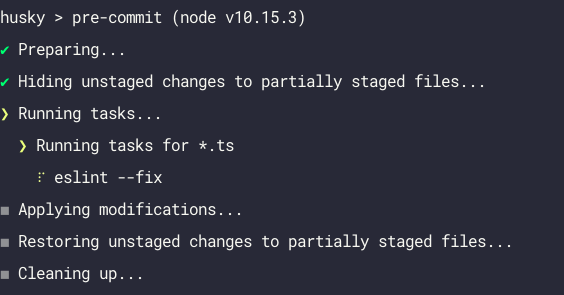 husky > pre-commit (node v10.15.3)
✔ Preparing...
✔ Hiding unstaged changes to partially staged files...
❯ Running tasks...
❯ Running tasks for *.ts
⠏ eslint --fix
◼ Applying modifications...
◼ Restoring unstaged changes to partially staged files...
◼ Cleaning up...